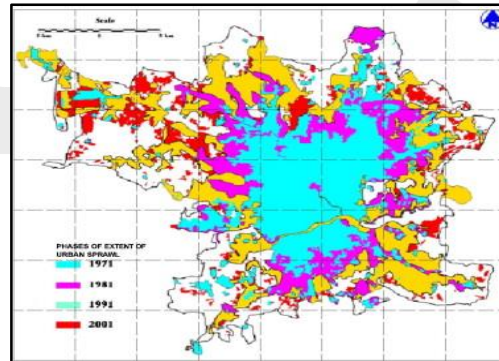 Scale
PHASES OF EXTENT OF
URBAN SPRAWL
1971
1981
1991
2001